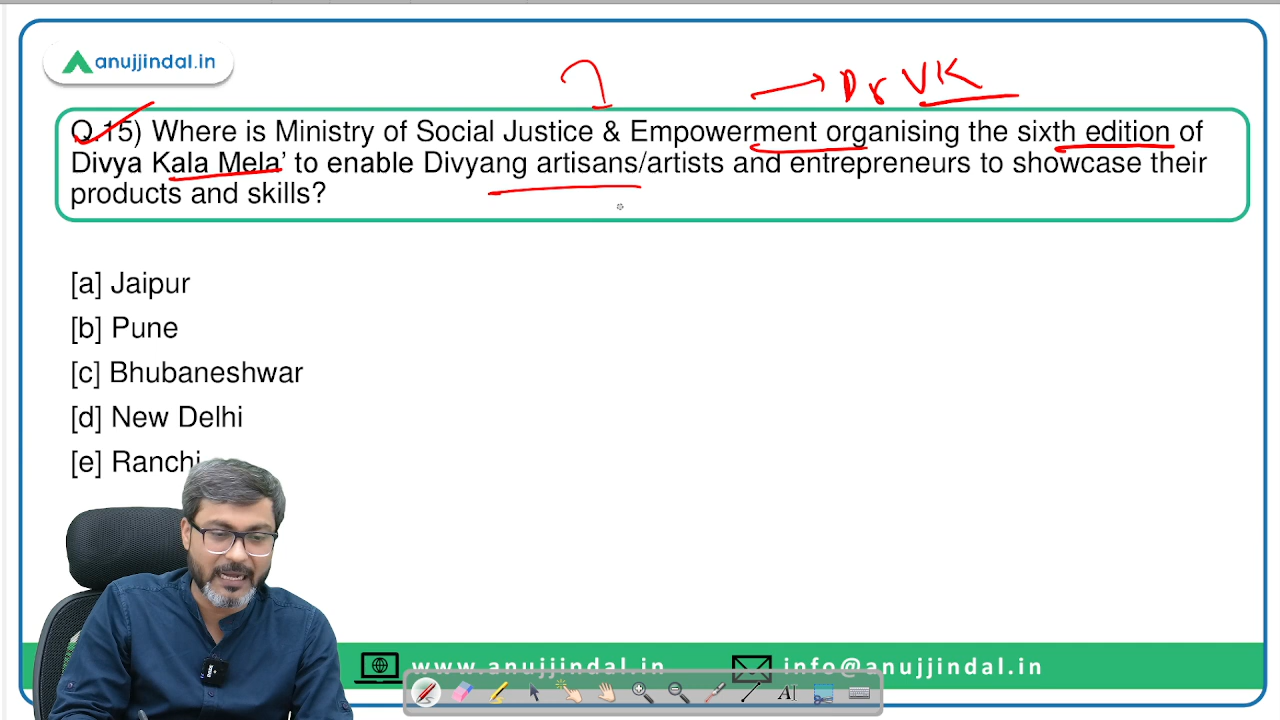 anujjindal.in
→ Dr VK
Q.15) Where is Ministry of Social Justice & Empowerment organising the sixth edition of
Divya Kala Mela’ to enable Divyang artisans/artists and entrepreneurs to showcase their
products and skills?
[a] Jaipur
[b] Pune
[c] Bhubaneshwar
[d] New Delhi
[e] Ranchi
www.anujjindal.in info@anujjindal.in
A